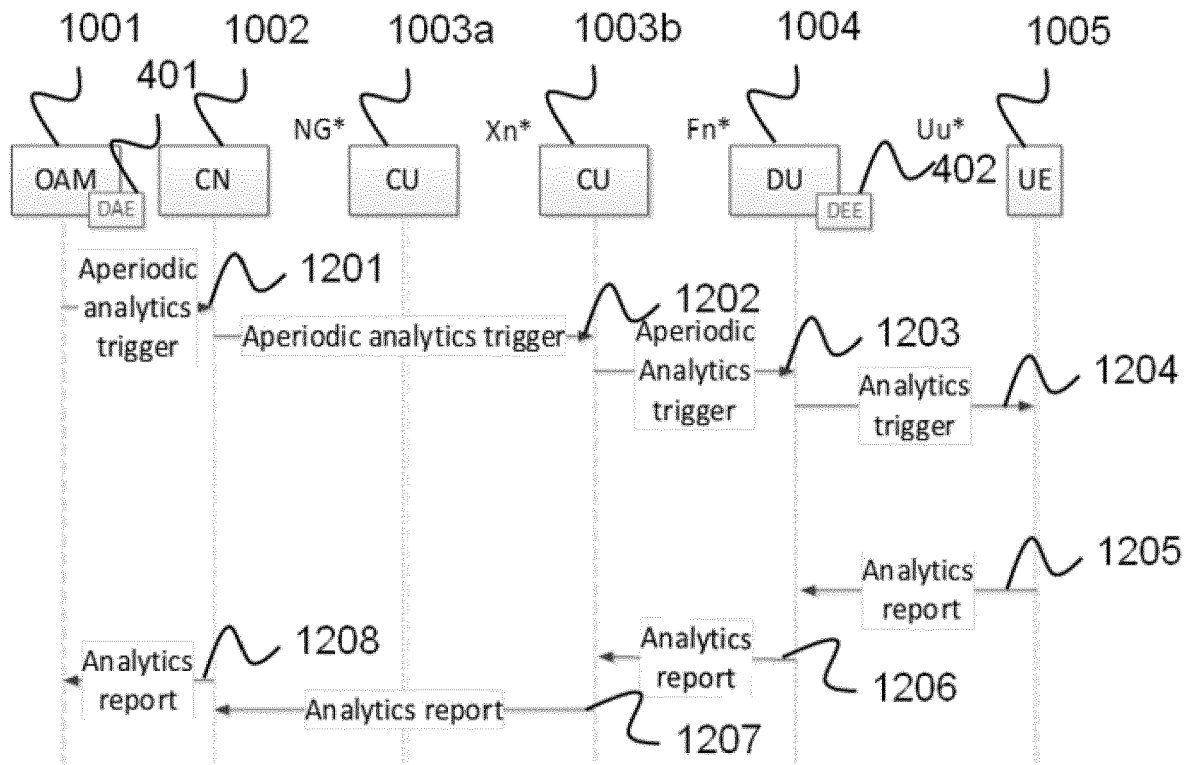 1001
1002
1003a
1003b
1004
1005
401
NG*
Xn*
Fn*
Uu*
OAM
CN
CU
CU
DU
402
UE
DAE
DEE
Aperiodic
analytics
trigger
1201
Aperiodic analytics trigger
1202
Aperiodic
Analytics
trigger
1203
Analytics
trigger
1204
Analytics
report
1205
Analytics
report
1206
Analytics report
1207
Analytics
report
1208